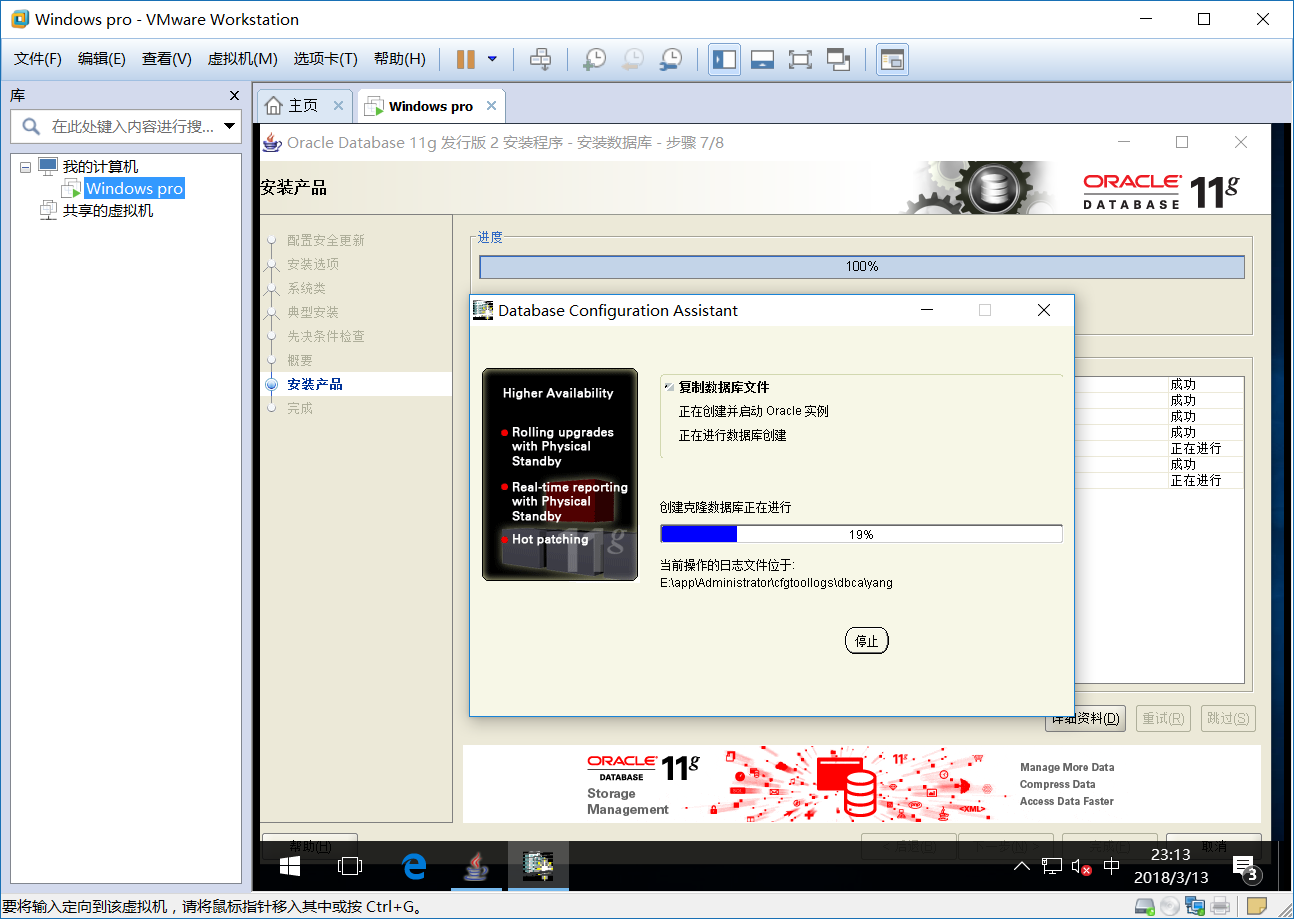 Windows pro - VMware Workstation
文件(F) 编辑(E) 查看(V) 虚拟机(M) 选项卡(T) 帮助(H)
库
在此处键入内容进行搜...
我的计算机
Windows pro
共享的虚拟机
主页
Windows pro
Oracle Database 11g 发行版 2 安装程序 - 安装数据库 - 步骤 7/8
安装产品
ORACLE
DATABASE
11g
配置安全更新
安装选项
系统类
典型安装
先决条件检查
概要
安装产品
完成
进度
100%
Database Configuration Assistant
Higher Availability
Rolling upgrades
with Physical
Standby
Real-time reporting
with Physical
Standby
Hot patching
11g
复制数据库文件
正在创建并启动 Oracle 实例
正在进行数据库创建
创建克隆数据库正在进行
19%
当前操作的日志文件位于:
E:\app\Administrator\cfgtoollogs\dbca\yang
停止
成功
成功
成功
成功
正在进行
成功
正在进行
详细资料(D) 重试(R) 跳过(S)
ORACLE
DATABASE
11g
Storage
Management
11g
<XML>
Manage More Data
Compress Data
Access Data Faster
帮助(H)
取消
中
23:13
2018/3/13
3
要将输入定向到该虚拟机，请将鼠标指针移入其中或按 Ctrl+G。